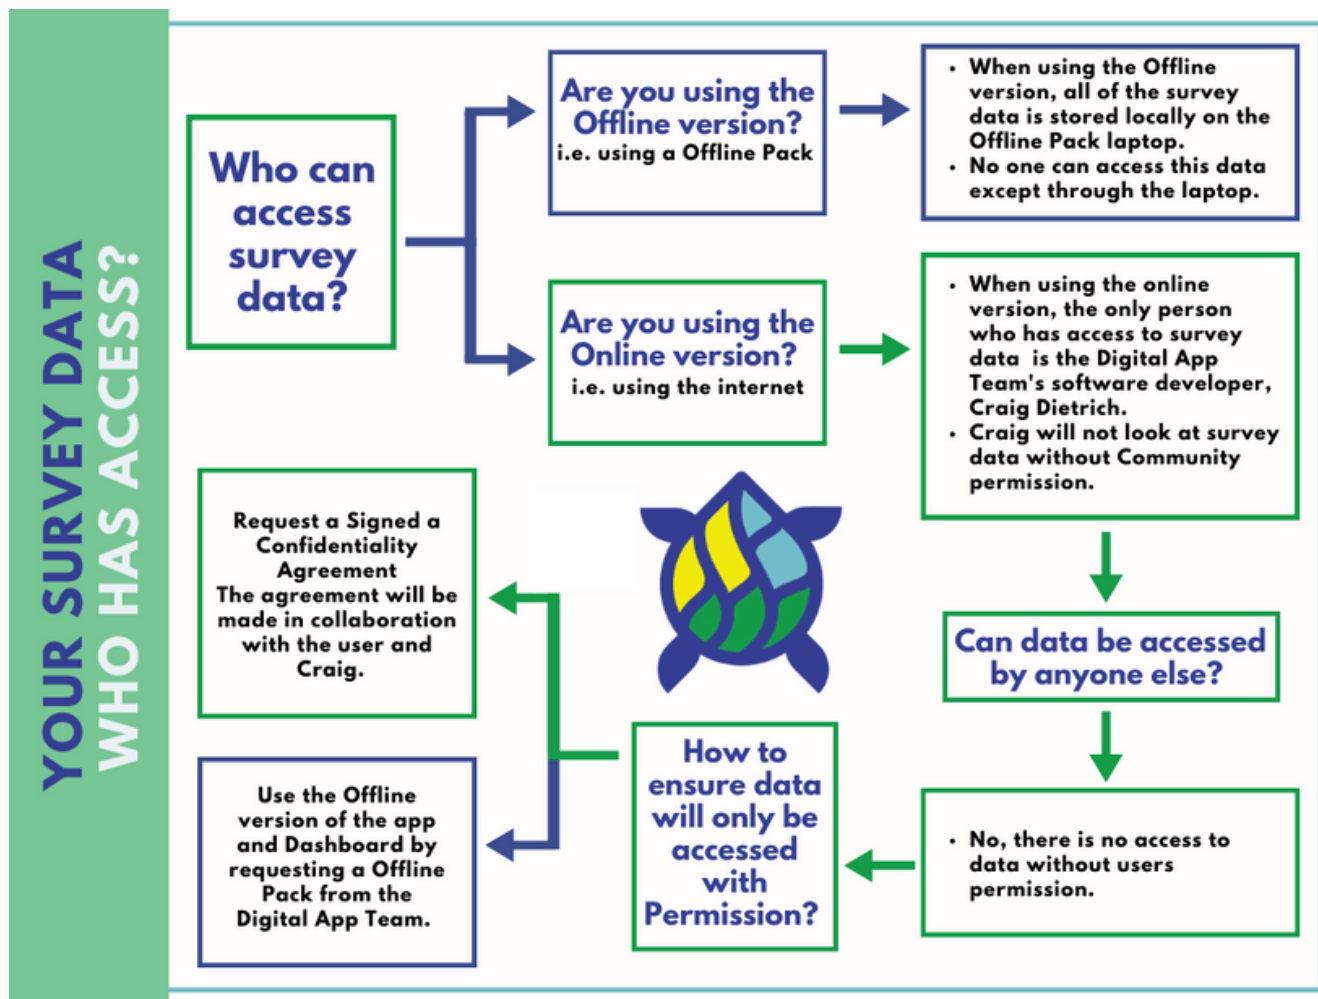 YOUR SURVEY DATA
WHO HAS ACCESS?
Who can
access
survey
data?
Are you using the
Offline version?
i.e. using a Offline Pack
• When using the Offline
version, all of the survey
data is stored locally on the
Offline Pack laptop.
• No one can access this data
except through the laptop.
Are you using the
Online version?
i.e. using the internet
• When using the online
version, the only person
who has access to survey
data is the Digital App
Team's software developer,
Craig Dietrich.
• Craig will not look at survey
data without Community
permission.
Can data be accessed
by anyone else?
• No, there is no access to
data without users
permission.
How to
ensure data
will only be
accessed
with
Permission?
Request a Signed a
Confidentiality
Agreement
The agreement will be
made in collaboration
with the user and
Craig.
Use the Offline
version of the app
and Dashboard by
requesting a Offline
Pack from the
Digital App Team.